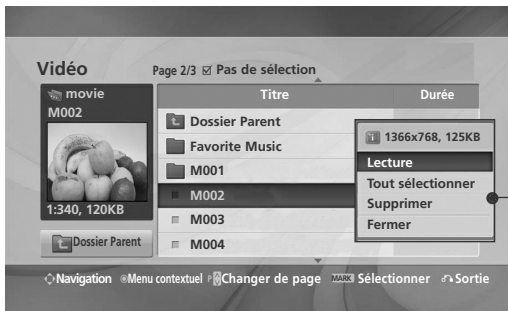 Vidéo
Page 2/3 ☑ Pas de sélection
movie
M002
1:340, 120KB
Dossier Parent
Titre Durée
Dossier Parent
Favorite Music
M001
M002
M003
M004
1366x768, 125KB
Lecture
Tout sélectionner
Supprimer
Fermer
Navigation Menu contextuel P Changer de page MARK Sélectionner Sortie